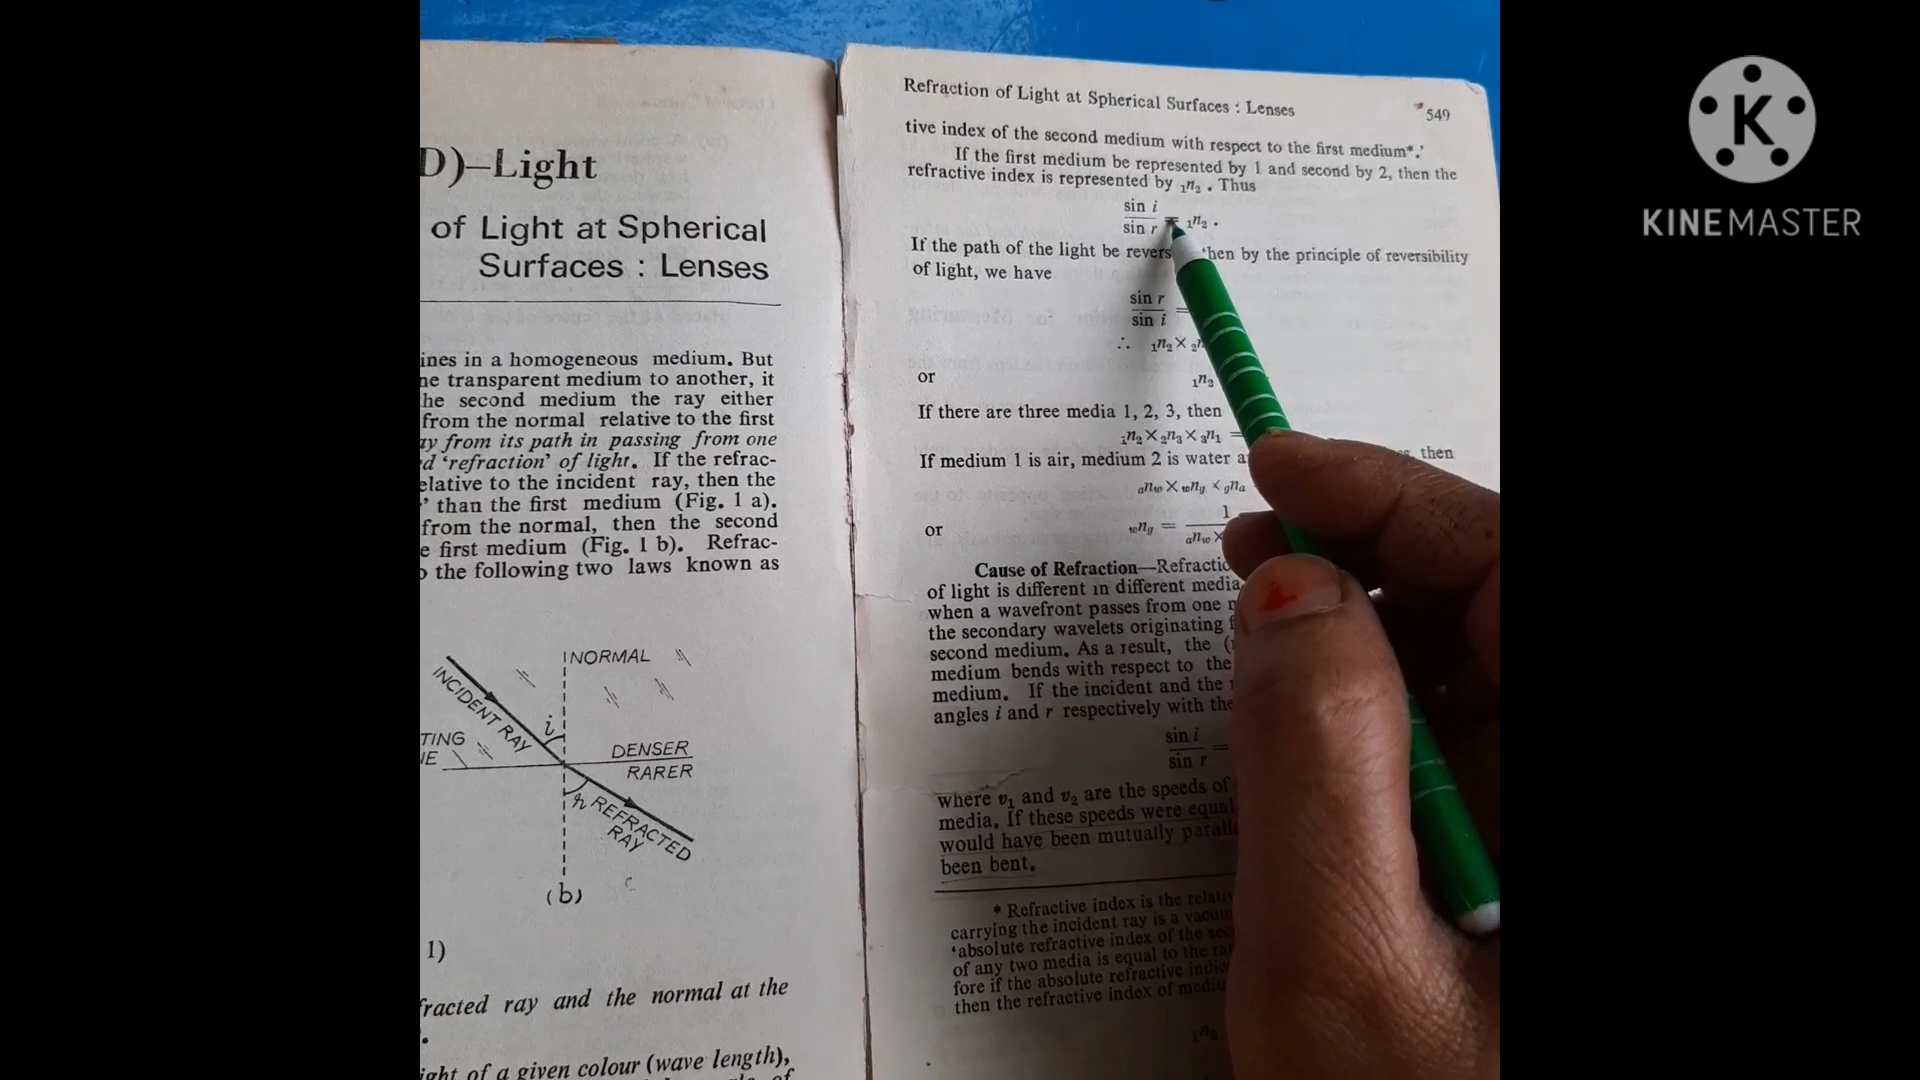 D)–Light
of Light at Spherical
Surfaces : Lenses
ines in a homogeneous medium. But
ne transparent medium to another, it
he second medium the ray either
from the normal relative to the first
ay from its path in passing from one
d 'refraction' of light. If the refrac-
elative to the incident ray, then the
' than the first medium (Fig. 1 a).
from the normal, then the second
e first medium (Fig. 1 b). Refrac-
o the following two laws known as
NORMAL
INCIDENT RAY
i
TING
DENSER
RARER
r
REFRACTED
RAY
(b)
1)
fracted ray and the normal at the
ight of a given colour (wave length),
Refraction of Light at Spherical Surfaces : Lenses 549
tive index of the second medium with respect to the first medium*.'
If the first medium be represented by 1 and second by 2, then the
refractive index is represented by ₁n₂ . Thus
sin i
sin r = ₁n₂ .
If the path of the light be revers hen by the principle of reversibility
of light, we have
sin r
sin i =
∴ ₁n₂ × ₂n
or ₁n₂
If there are three media 1, 2, 3, then
₁n₂ × ₂n₃ × ₃n₁ =
If medium 1 is air, medium 2 is water a then
ₐn_w × _wn_g × _gnₐ
or _wn_g = 1
ₐn_w ×
Cause of Refraction—Refractio
of light is different in different media
when a wavefront passes from one
the secondary wavelets originating f
second medium. As a result, the (
medium bends with respect to the
medium. If the incident and the
angles i and r respectively with the
sin i
sin r =
where v₁ and v₂ are the speeds of
media. If these speeds were equal
would have been mutually paralle
been bent.
* Refractive index is the relati
carrying the incident ray is a vacuu
'absolute refractive index of the sec
of any two media is equal to the ra
fore if the absolute refractive indic
then the refractive index of mediu
₁n₂
K
KINEMASTER